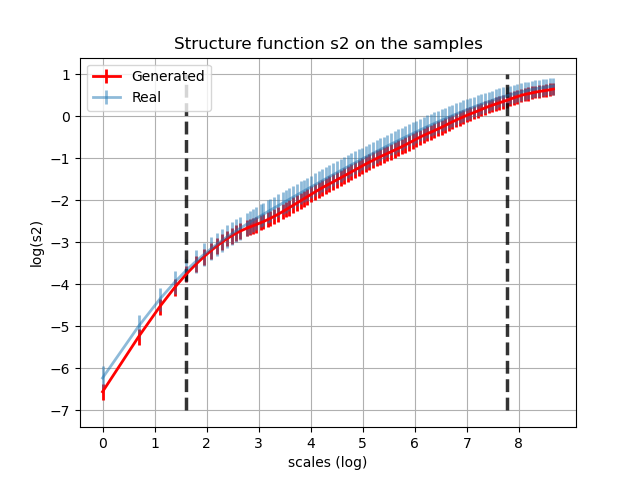 Structure function s2 on the samples
Generated
Real
1
0
−1
−2
−3
−4
−5
−6
−7
log(s2)
0 1 2 3 4 5 6 7 8
scales (log)